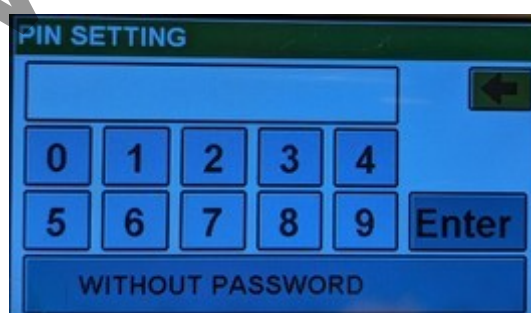 PIN SETTING
0 1 2 3 4
5 6 7 8 9 Enter
WITHOUT PASSWORD